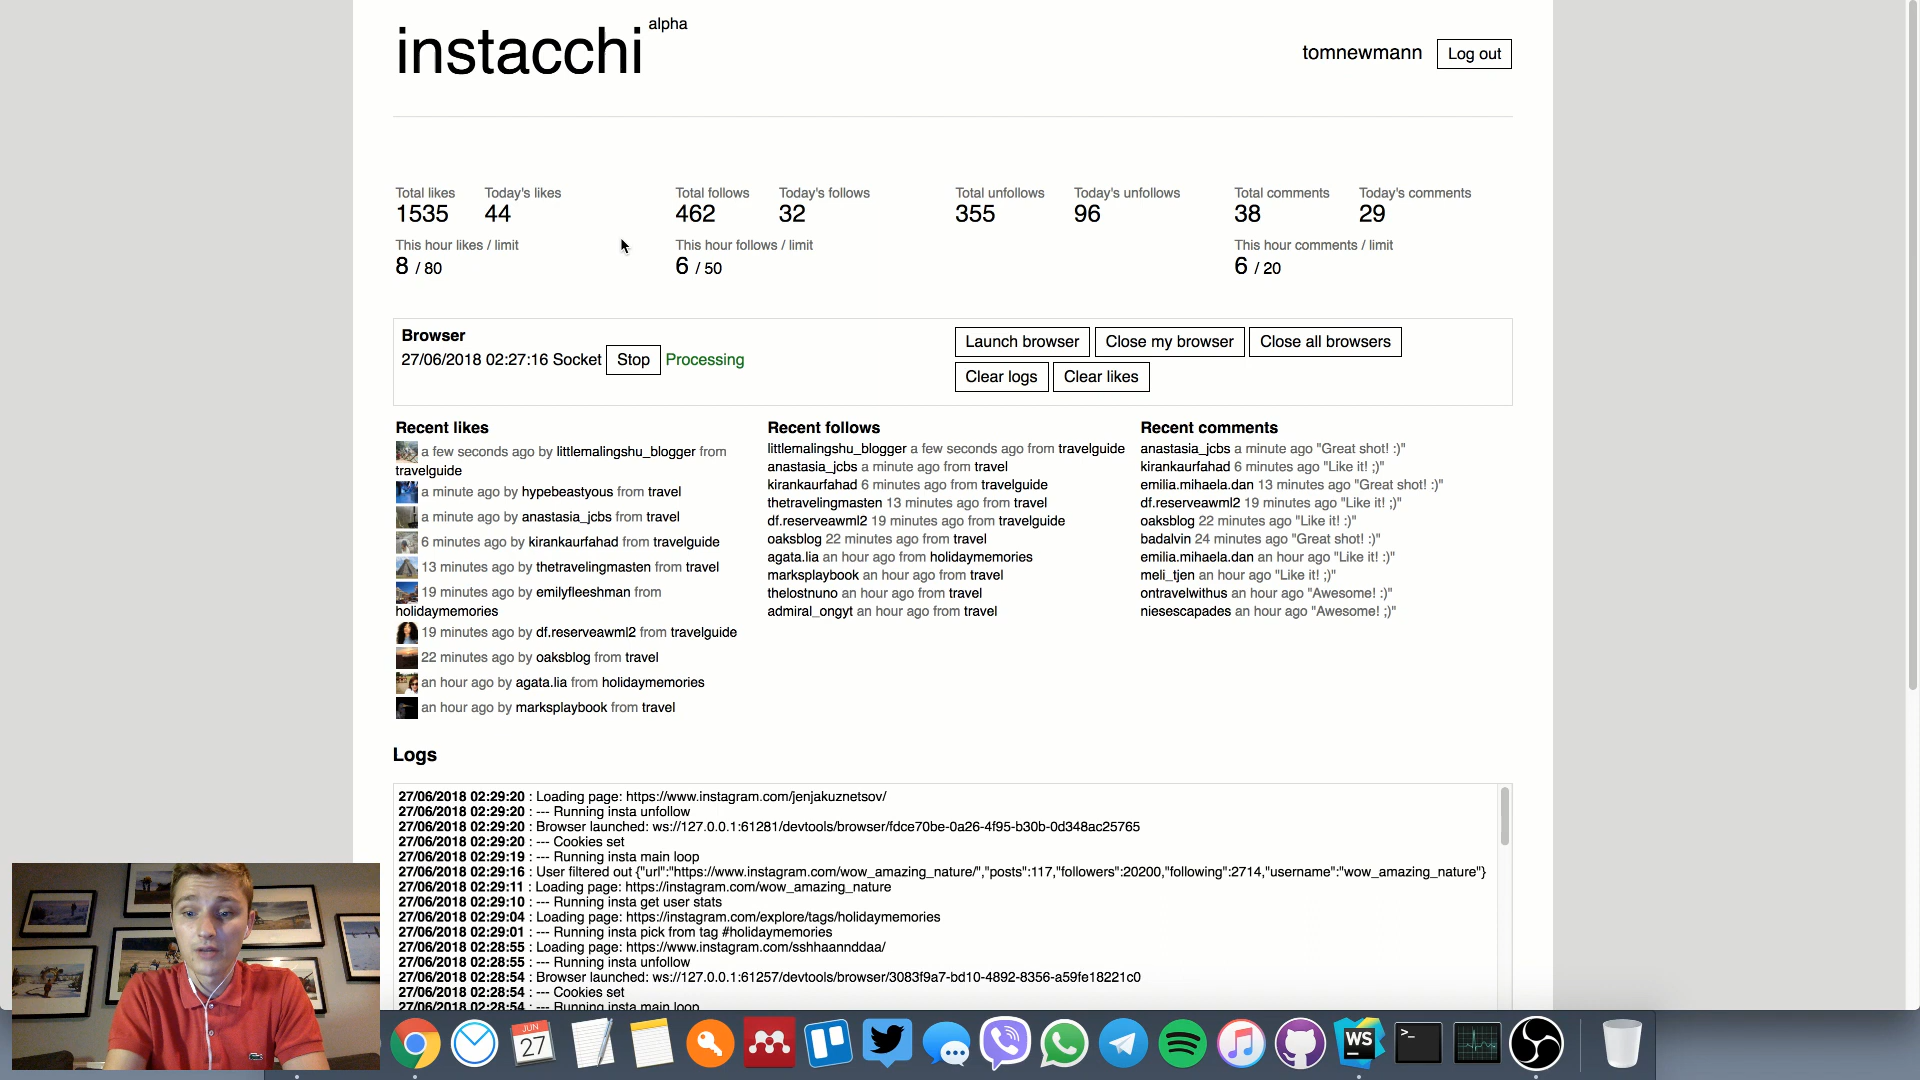 instacchi alpha
tomnewmann Log out
Total likes Today's likes Total follows Today's follows Total unfollows Today's unfollows Total comments Today's comments
1535 44 462 32 355 96 38 29
This hour likes / limit This hour follows / limit This hour comments / limit
8 / 80 6 / 50 6 / 20
Browser
27/06/2018 02:27:16 Socket Stop Processing
Launch browser Close my browser Close all browsers
Clear logs Clear likes
Recent likes
a few seconds ago by littlemalingshu_blogger from
travelguide
a minute ago by hypebeastyous from travel
a minute ago by anastasia_jcbs from travel
6 minutes ago by kirankaurfahad from travelguide
13 minutes ago by thetravelingmasten from travel
19 minutes ago by emilyfleeshman from
holidaymemories
19 minutes ago by df.reserveawml2 from travelguide
22 minutes ago by oaksblog from travel
an hour ago by agata.lia from holidaymemories
an hour ago by marksplaybook from travel
Recent follows
littlemalingshu_blogger a few seconds ago from travelguide
anastasia_jcbs a minute ago from travel
kirankaurfahad 6 minutes ago from travelguide
thetravelingmasten 13 minutes ago from travel
df.reserveawml2 19 minutes ago from travelguide
oaksblog 22 minutes ago from travel
agata.lia an hour ago from holidaymemories
marksplaybook an hour ago from travel
thelostnuno an hour ago from travel
admiral_ongyt an hour ago from travel
Recent comments
anastasia_jcbs a minute ago "Great shot! :)"
kirankaurfahad 6 minutes ago "Like it! ;)"
emilia.mihaela.dan 13 minutes ago "Great shot! :)"
df.reserveawml2 19 minutes ago "Like it! ;)"
oaksblog 22 minutes ago "Like it! :)"
badalvin 24 minutes ago "Great shot! :)"
emilia.mihaela.dan an hour ago "Like it! :)"
meli_tjen an hour ago "Like it! ;)"
ontravelwithus an hour ago "Awesome! :)"
niesescapades an hour ago "Awesome! ;)"
Logs
27/06/2018 02:29:20 : Loading page: https://www.instagram.com/jenjakuznetsov/
27/06/2018 02:29:20 : --- Running insta unfollow
27/06/2018 02:29:20 : Browser launched: ws://127.0.0.1:61281/devtools/browser/fdce70be-0a26-4f95-b30b-0d348ac25765
27/06/2018 02:29:20 : --- Cookies set
27/06/2018 02:29:19 : --- Running insta main loop
27/06/2018 02:29:16 : User filtered out {"url":"https://www.instagram.com/wow_amazing_nature/","posts":117,"followers":20200,"following":2714,"username":"wow_amazing_nature"}
27/06/2018 02:29:11 : Loading page: https://instagram.com/wow_amazing_nature
27/06/2018 02:29:10 : --- Running insta get user stats
27/06/2018 02:29:04 : Loading page: https://instagram.com/explore/tags/holidaymemories
27/06/2018 02:29:01 : --- Running insta pick from tag #holidaymemories
27/06/2018 02:28:55 : Loading page: https://www.instagram.com/sshhaannddaa/
27/06/2018 02:28:55 : --- Running insta unfollow
27/06/2018 02:28:54 : Browser launched: ws://127.0.0.1:61257/devtools/browser/3083f9a7-bd10-4892-8356-a59fe18221c0
27/06/2018 02:28:54 : --- Cookies set
27/06/2018 02:28:54 : --- Running insta main loop
JUN
27
WS
>_